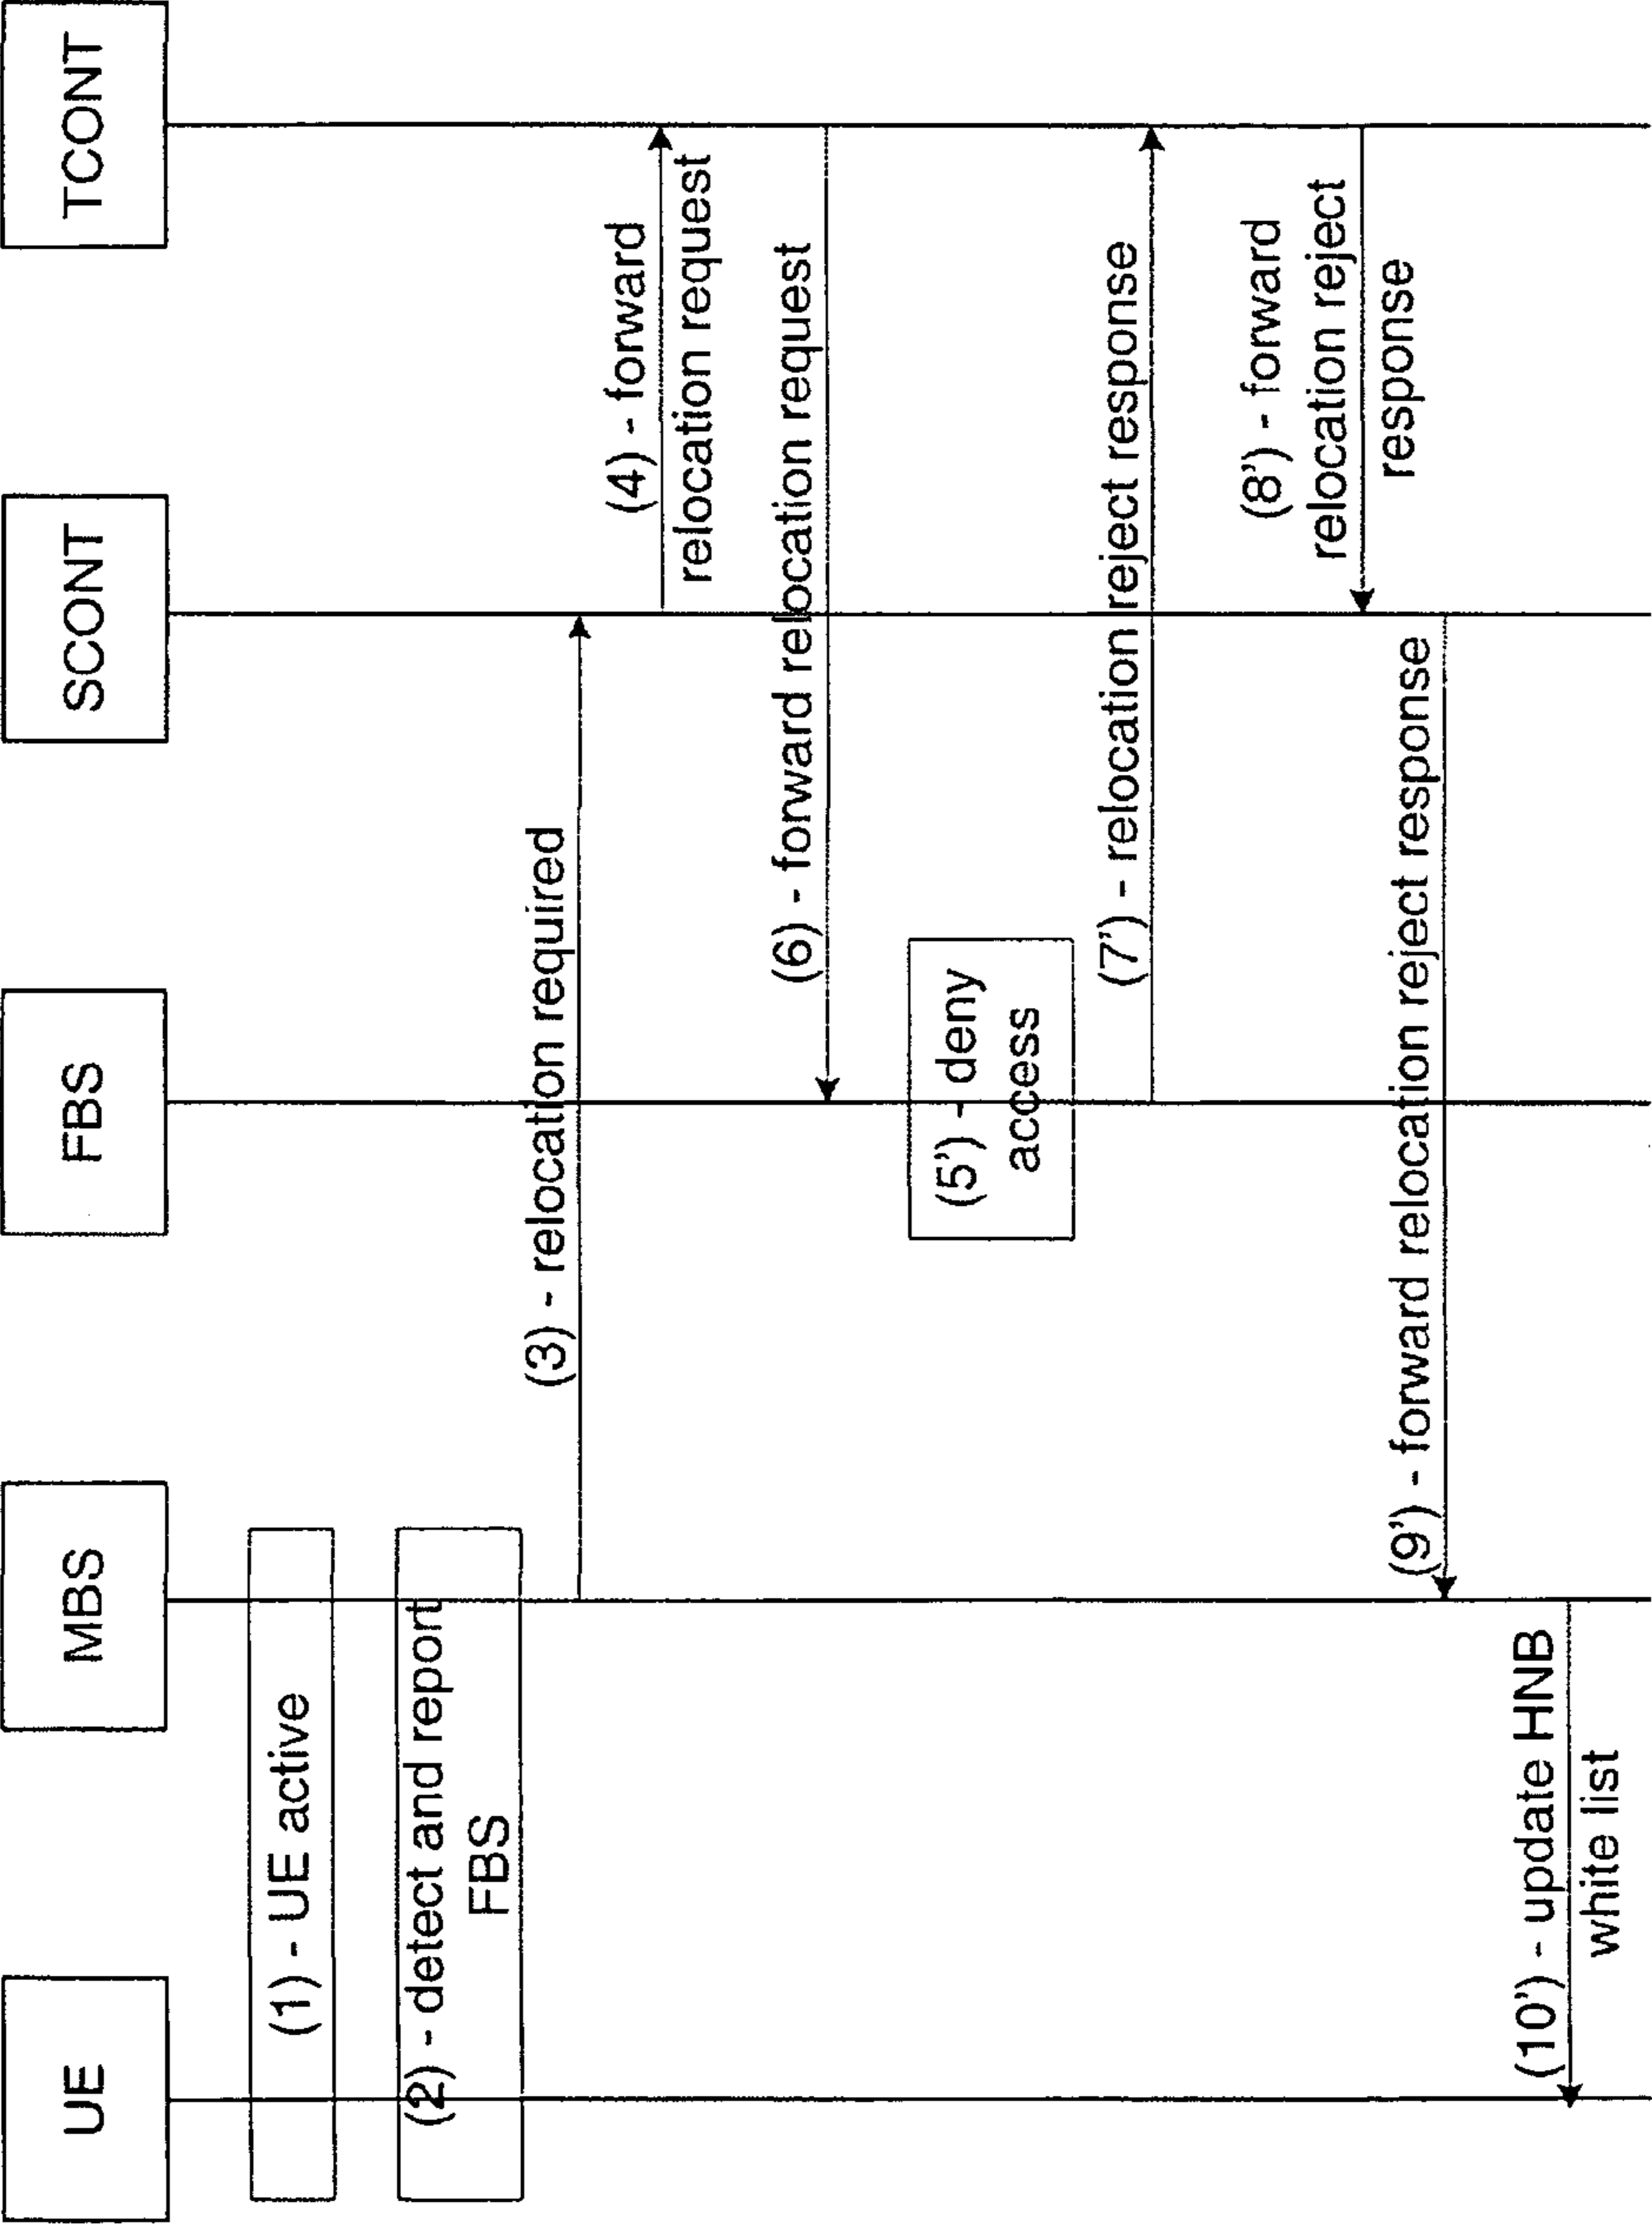 UE
MBS
FBS
SCONT
TCONT
(1) - UE active
(2) - detect and report
FBS
(3) - relocation required
(4) - forward
relocation request
(6) - forward relocation request
(5') - deny
access
(7') - relocation reject response
(8') - forward
relocation reject
response
(9') - forward relocation reject response
(10') - update HNB
white list